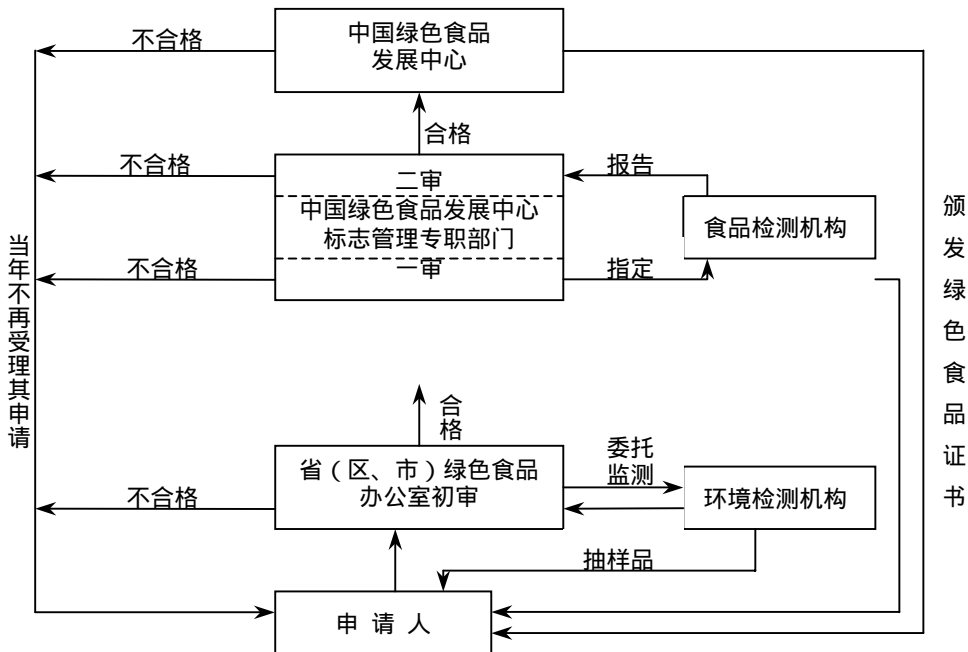 不合格
中国绿色食品
发展中心
合格
不合格
二审
报告
中国绿色食品发展中心
标志管理专职部门
食品检测机构
不合格
一审
指定
当年不再受理其申请
颁发绿色食品证书
合格
省（区、市）绿色食品
办公室初审
委托
监测
不合格
环境检测机构
抽样品
申请人